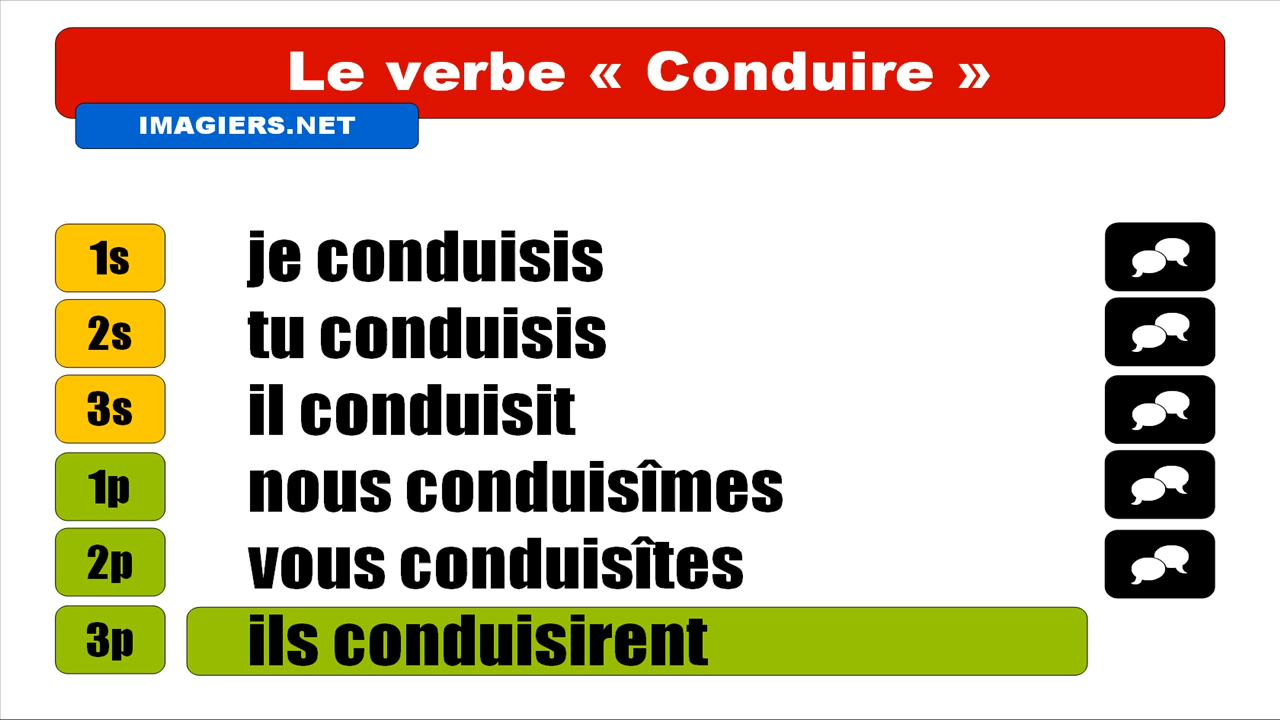 Le verbe « Conduire »
IMAGIERS.NET
1s je conduisis
2s tu conduisis
3s il conduisit
1p nous conduisîmes
2p vous conduisîtes
3p ils conduisirent